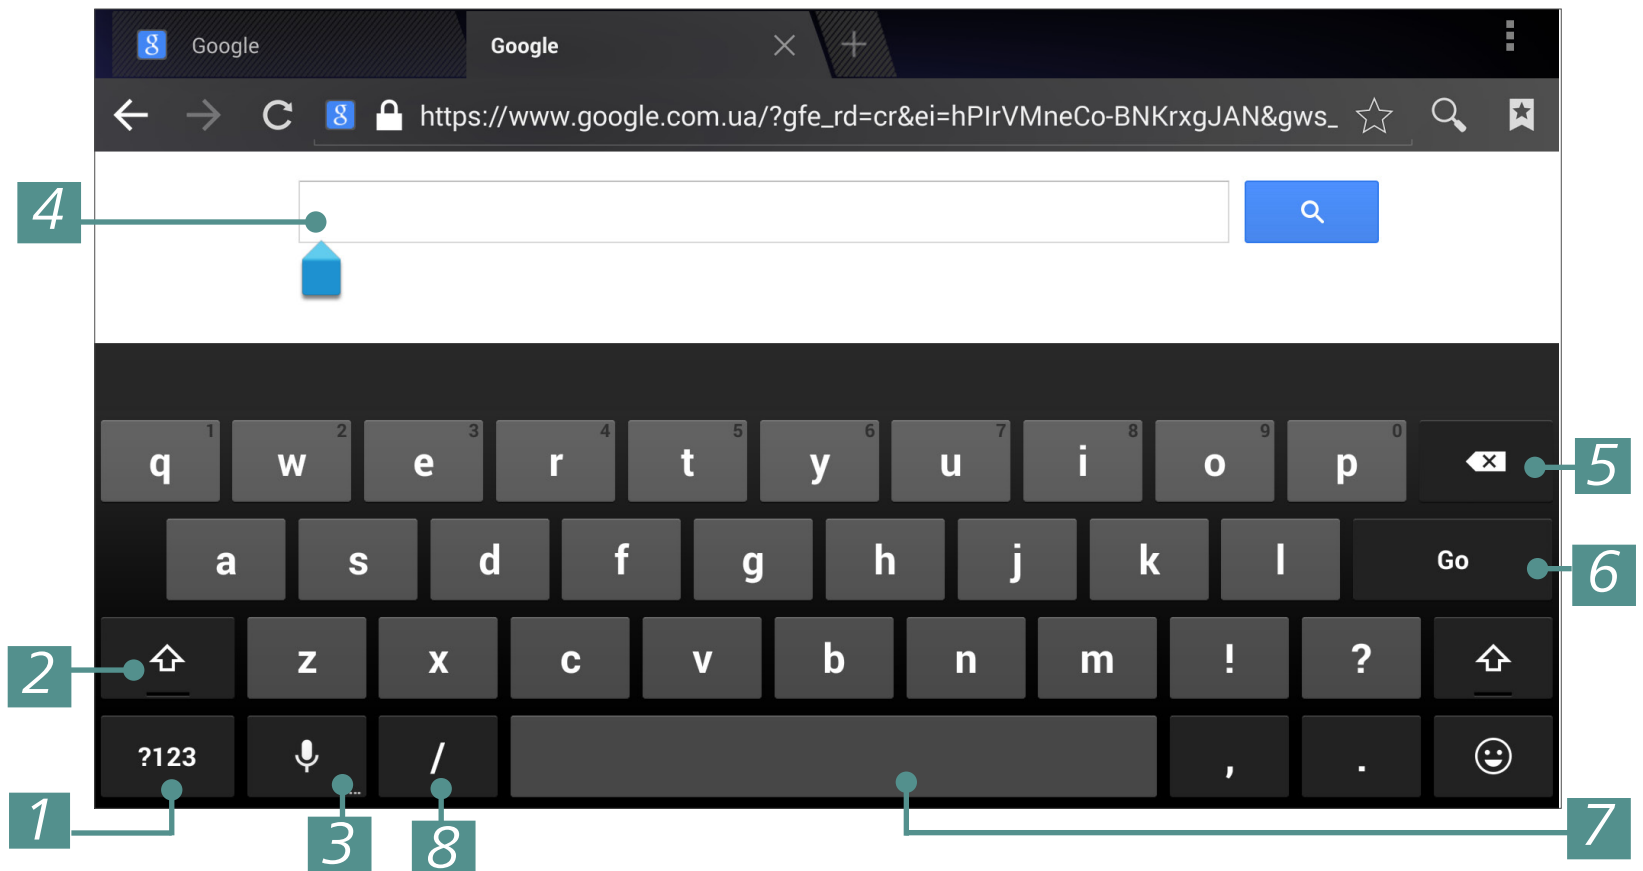 g Google Google
g https://www.google.com.ua/?gfe_rd=cr&ei=hPIrVMneCo-BNKrxgJAN&gws_
4
1 2 3 4 5 6 7 8 9 0
q w e r t y u i o p
5
a s d f g h j k l Go
6
2
z x c v b n m ! ?
?123 ... / , .
1 3 8 7